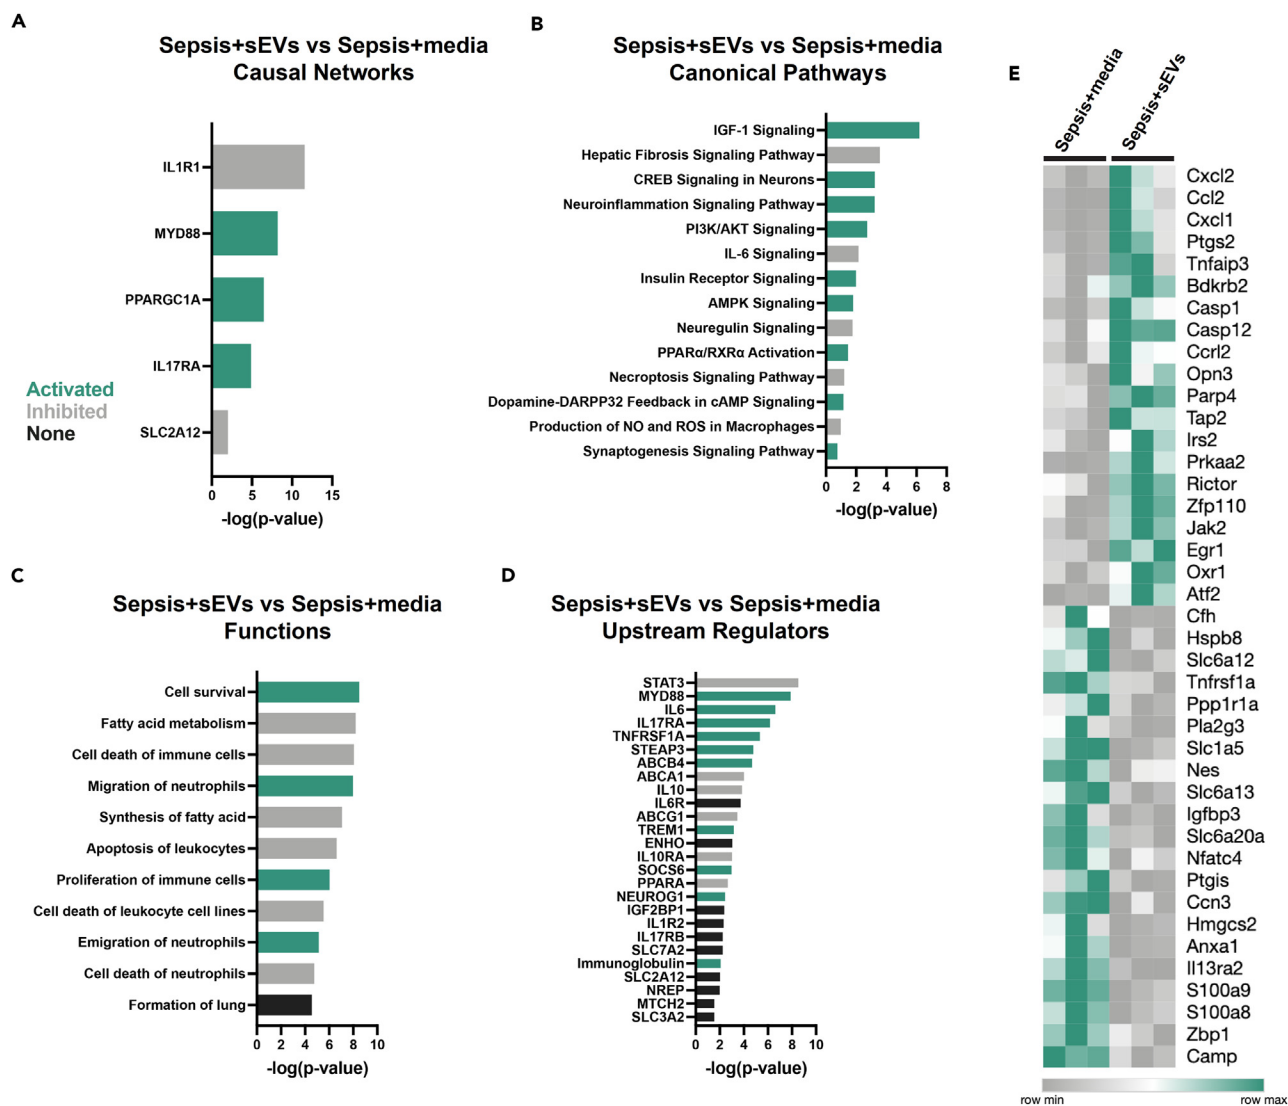 A
Sepsis+sEVs vs Sepsis+media
Causal Networks
IL1R1
MYD88
PPARGC1A
IL17RA
SLC2A12
0 5 10 15
-log(p-value)
Activated
Inhibited
None
B
Sepsis+sEVs vs Sepsis+media
Canonical Pathways
IGF-1 Signaling
Hepatic Fibrosis Signaling Pathway
CREB Signaling in Neurons
Neuroinflammation Signaling Pathway
PI3K/AKT Signaling
IL-6 Signaling
Insulin Receptor Signaling
AMPK Signaling
Neuregulin Signaling
PPARα/RXRα Activation
Necroptosis Signaling Pathway
Dopamine-DARPP32 Feedback in cAMP Signaling
Production of NO and ROS in Macrophages
Synaptogenesis Signaling Pathway
0 2 4 6 8
-log(p-value)
C
Sepsis+sEVs vs Sepsis+media
Functions
Cell survival
Fatty acid metabolism
Cell death of immune cells
Migration of neutrophils
Synthesis of fatty acid
Apoptosis of leukocytes
Proliferation of immune cells
Cell death of leukocyte cell lines
Emigration of neutrophils
Cell death of neutrophils
Formation of lung
0 2 4 6 8 10
-log(p-value)
D
Sepsis+sEVs vs Sepsis+media
Upstream Regulators
STAT3
MYD88
IL6
IL17RA
TNFRSF1A
STEAP3
ABCB4
ABCA1
IL10
IL6R
ABCG1
TREM1
ENHO
IL10RA
SOCS6
PPARA
NEUROG1
IGF2BP1
IL1R2
IL17RB
SLC7A2
Immunoglobulin
SLC2A12
NREP
MTCH2
SLC3A2
0 2 4 6 8 10
-log(p-value)
E
Sepsis+media
Sepsis+sEVs
Cxcl2
Ccl2
Cxcl1
Ptgs2
Tnfaip3
Bdkrb2
Casp1
Casp12
Ccrl2
Opn3
Parp4
Tap2
Irs2
Prkaa2
Rictor
Zfp110
Jak2
Egr1
Oxr1
Atf2
Cfh
Hspb8
Slc6a12
Tnfrsf1a
Ppp1r1a
Pla2g3
Slc1a5
Nes
Slc6a13
Igfbp3
Slc6a20a
Nfatc4
Ptgis
Ccn3
Hmgcs2
Anxa1
Il13ra2
S100a9
S100a8
Zbp1
Camp
row min row max